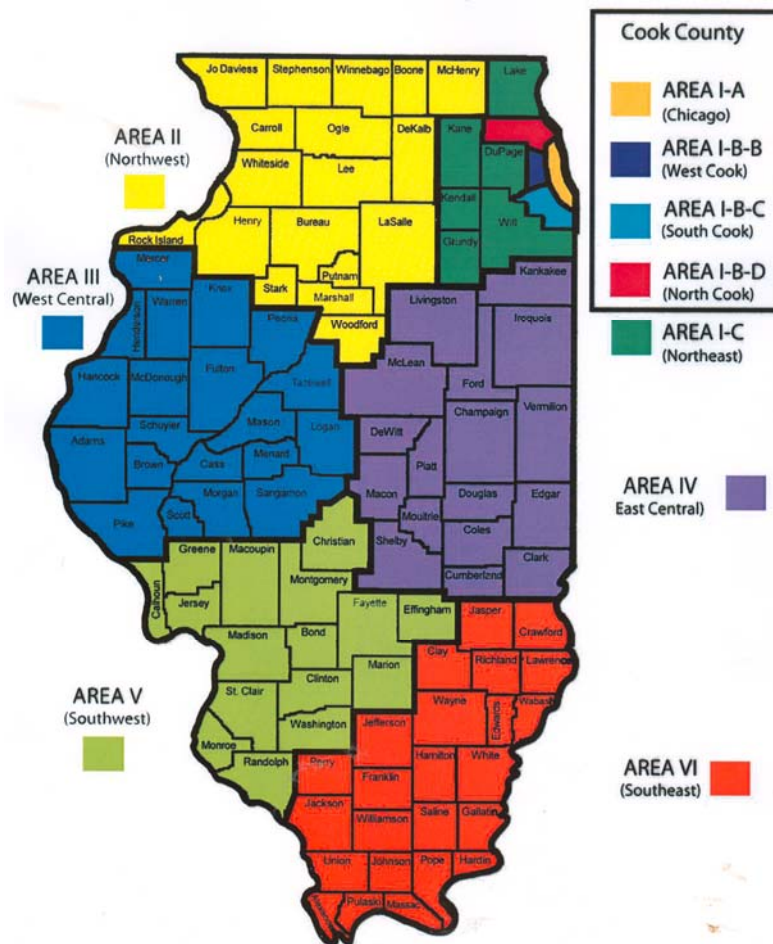 Cook County
AREA I-A
(Chicago)
AREA I-B-B
(West Cook)
AREA I-B-C
(South Cook)
AREA I-B-D
(North Cook)
AREA I-C
(Northeast)
AREA II
(Northwest)
AREA III
(West Central)
AREA IV
East Central)
AREA V
(Southwest)
AREA VI
(Southeast)
Jo Daviess
Stephenson
Winnebago
Boone
McHenry
Lake
Carroll
Ogle
DeKalb
Kane
DuPage
Whiteside
Lee
Kendall
Will
Henry
Bureau
LaSalle
Grundy
Rock Island
Putnam
Stark
Marshall
Woodford
Mercer
Knox
Warren
Henderson
Peoria
Kankakee
Livingston
Iroquois
Hancock
McDonough
Fulton
Tazewell
McLean
Ford
Schuyler
Mason
Logan
Champaign
Vermilion
Adams
Brown
Cass
Menard
DeWitt
Piatt
Pike
Scott
Morgan
Sangamon
Macon
Moultrie
Douglas
Edgar
Coles
Shelby
Cumberlnd
Clark
Christian
Greene
Macoupin
Calhoun
Jersey
Montgomery
Fayette
Effingham
Jasper
Crawford
Madison
Bond
Clay
Richland
Lawrence
Marion
St. Clair
Clinton
Wayne
Edwards
Wabash
Washington
Jefferson
Monroe
Randolph
Perry
Hamilton
White
Franklin
Jackson
Williamson
Saline
Gallatin
Union
Johnson
Pope
Hardin
Pulaski
Massac